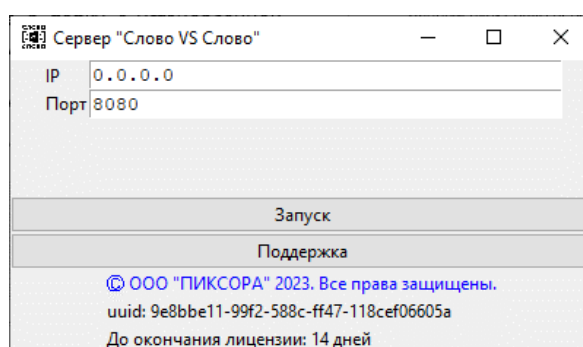 Сервер "Слово VS Слово"
IP 0.0.0.0
Порт 8080
Запуск
Поддержка
© ООО "ПИКСОРА" 2023. Все права защищены.
uuid: 9e8bbe11-99f2-588c-ff47-118cef06605a
До окончания лицензии: 14 дней